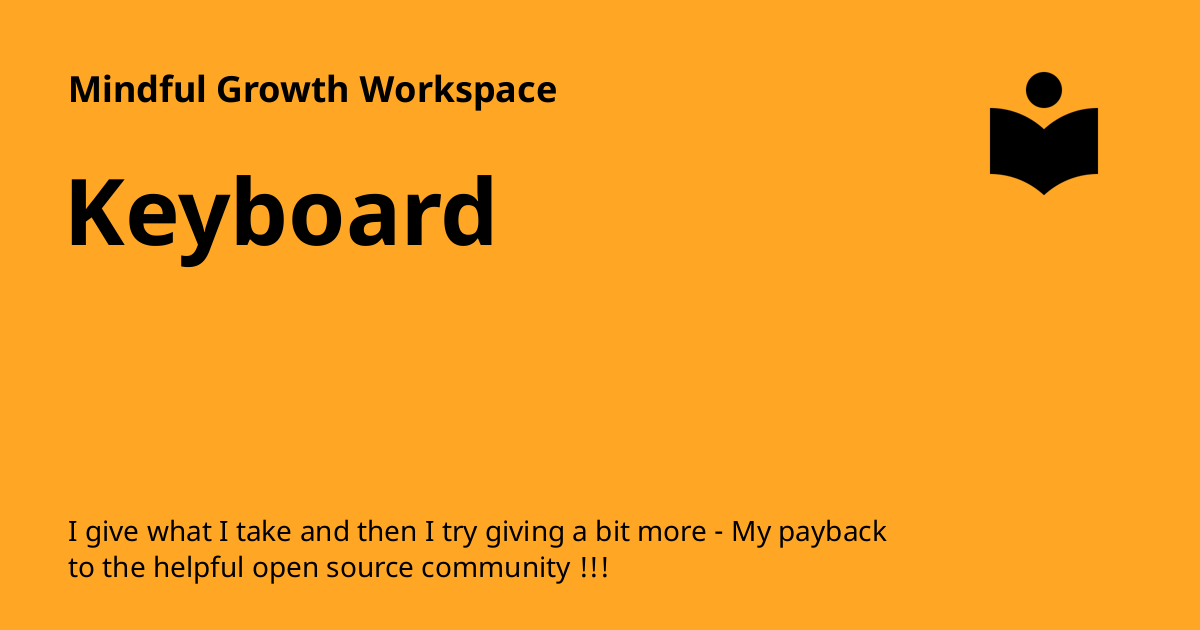 Mindful Growth Workspace
Keyboard
I give what I take and then I try giving a bit more - My payback
to the helpful open source community !!!